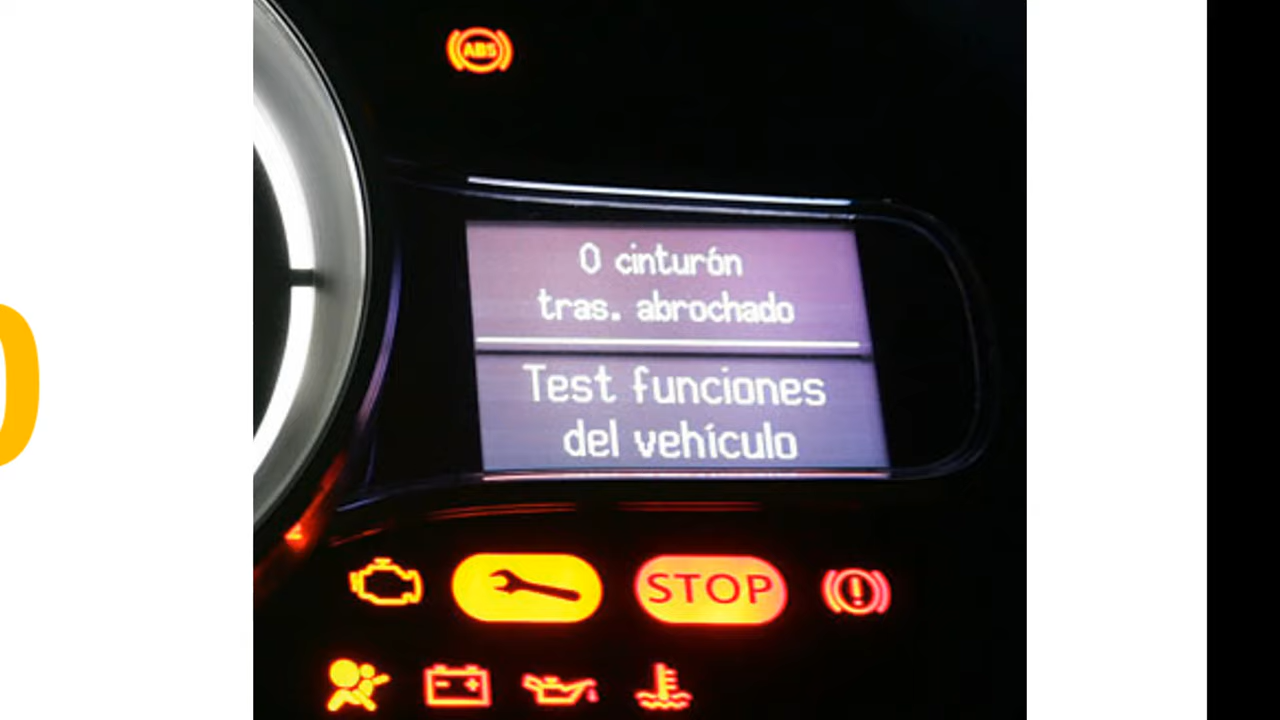 ABS
0 cinturón
tras. abrochado
Test funciones
del vehículo
STOP